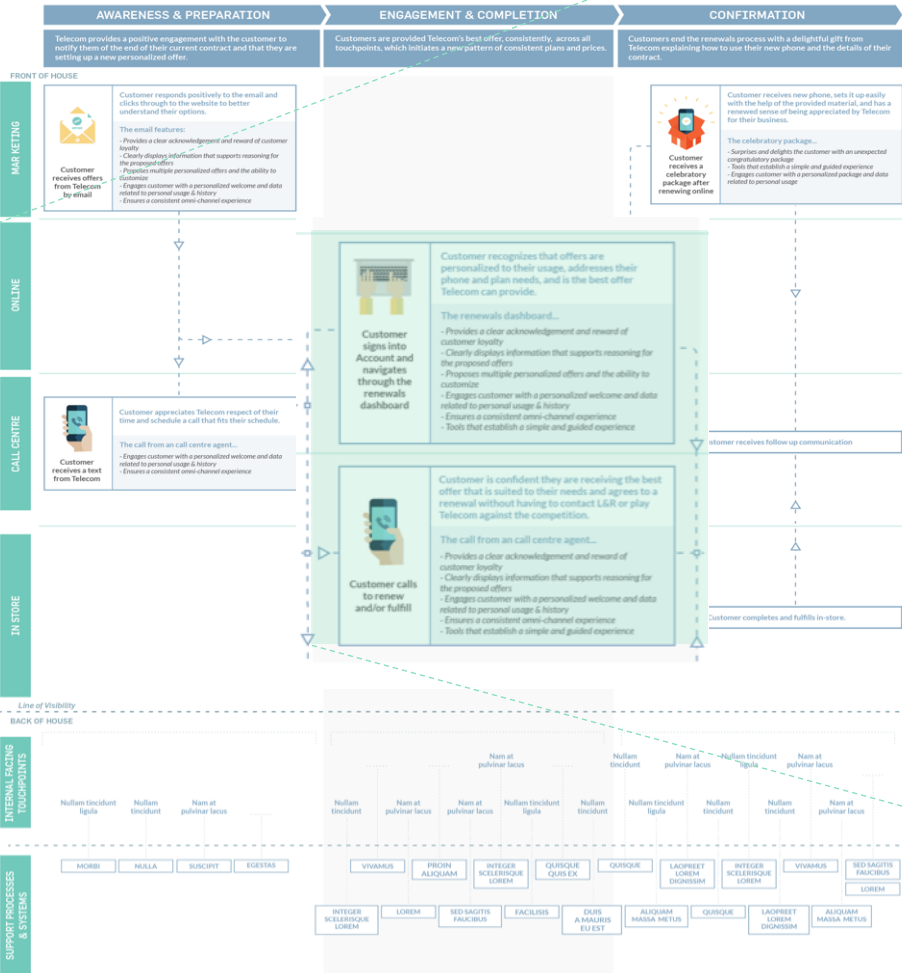 AWARENESS & PREPARATION
ENGAGEMENT & COMPLETION
CONFIRMATION
Telecom provides a positive engagement with the customer to
notify them of the end of their current contract and that they are
setting up a new personalized offer.
Customers are provided Telecom's best offer, consistently, across all
touchpoints, which initiates a new pattern of consistent plans and prices.
Customers end the renewals process with a delightful gift from
Telecom explaining how to use their new phone and the details of their
contract.
FRONT OF HOUSE
MARKETING
Customer
receives offers
from Telecom
by email
Customer responds positively to the email and
clicks through to the website to better
understand their options.
The email features:
- Provides a clear acknowledgement and reward of customer
loyalty
- Clearly displays information that supports reasoning for
the proposed offers
- Proposes multiple personalized offers and the ability to
customize
- Engages customer with a personalized welcome and data
related to personal usage & history
- Ensures a consistent omni-channel experience
Customer
receives a
celebratory
package after
renewing online
Customer receives new phone, sets it up easily
with the help of the provided material, and has a
renewed sense of being appreciated by Telecom
for their business.
The celebratory package...
- Surprises and delights the customer with an unexpected
congratulatory package
- Tools that establish a simple and guided experience
- Engages customer with a personalized package and data
related to personal usage
ONLINE
Customer
signs into
Account and
navigates
through the
renewals
dashboard
Customer recognizes that offers are
personalized to their usage, addresses their
phone and plan needs, and is the best offer
Telecom can provide.
The renewals dashboard...
- Provides a clear acknowledgement and reward of
customer loyalty
- Clearly displays information that supports reasoning for
the proposed offers
- Proposes multiple personalized offers and the ability to
customize
- Engages customer with a personalized welcome and data
related to personal usage & history
- Ensures a consistent omni-channel experience
- Tools that establish a simple and guided experience
CALL CENTRE
Customer
receives a text
from Telecom
Customer appreciates Telecom respect of their
time and schedule a call that fits their schedule.
The call from an call centre agent...
- Engages customer with a personalized welcome and data
related to personal usage & history
- Ensures a consistent omni-channel experience
stomer receives follow up communication
Customer calls
to renew
and/or fulfill
Customer is confident they are receiving the best
offer that is suited to their needs and agrees to a
renewal without having to contact L&R or play
Telecom against the competition.
The call from an call centre agent...
- Provides a clear acknowledgement and reward of
customer loyalty
- Clearly displays information that supports reasoning for
the proposed offers
- Engages customer with a personalized welcome and data
related to personal usage & history
- Ensures a consistent omni-channel experience
- Tools that establish a simple and guided experience
IN STORE
Customer completes and fulfills in-store.
Line of Visibility
BACK OF HOUSE
INTERNAL FACING
TOUCHPOINTS
Nam at
pulvinar lacus
Nullam
tincidunt
Nam at
pulvinar lacus
Nullam tincidunt
ligula
Nam at
pulvinar lacus
Nullam tincidunt
ligula
Nullam
tincidunt
Nam at
pulvinar lacus
Nullam
tincidunt
Nam at
pulvinar lacus
Nam at
pulvinar lacus
Nullam tincidunt
ligula
Nullam
tincidunt
Nullam tincidunt
ligula
Nam at
pulvinar lacus
Nullam
tincidunt
Nullam
tincidunt
Nam at
pulvinar lacus
SUPPORT PROCESSES
& SYSTEMS
MORBI
NULLA
SUSCIPIT
EGESTAS
VIVAMUS
PROIN
ALIQUAM
INTEGER
SCELERISQUE
LOREM
QUISQUE
QUIS EX
QUISQUE
LAOPREET
LOREM
DIGNISSIM
INTEGER
SCELERISQUE
LOREM
VIVAMUS
SED SAGITIS
FAUCIBUS
LOREM
INTEGER
SCELERISQUE
LOREM
LOREM
SED SAGITIS
FAUCIBUS
FACILISIS
DUIS
A MAURIS
EU EST
ALIQUAM
MASSA METUS
QUISQUE
LAOPREET
LOREM
DIGNISSIM
ALIQUAM
MASSA METUS